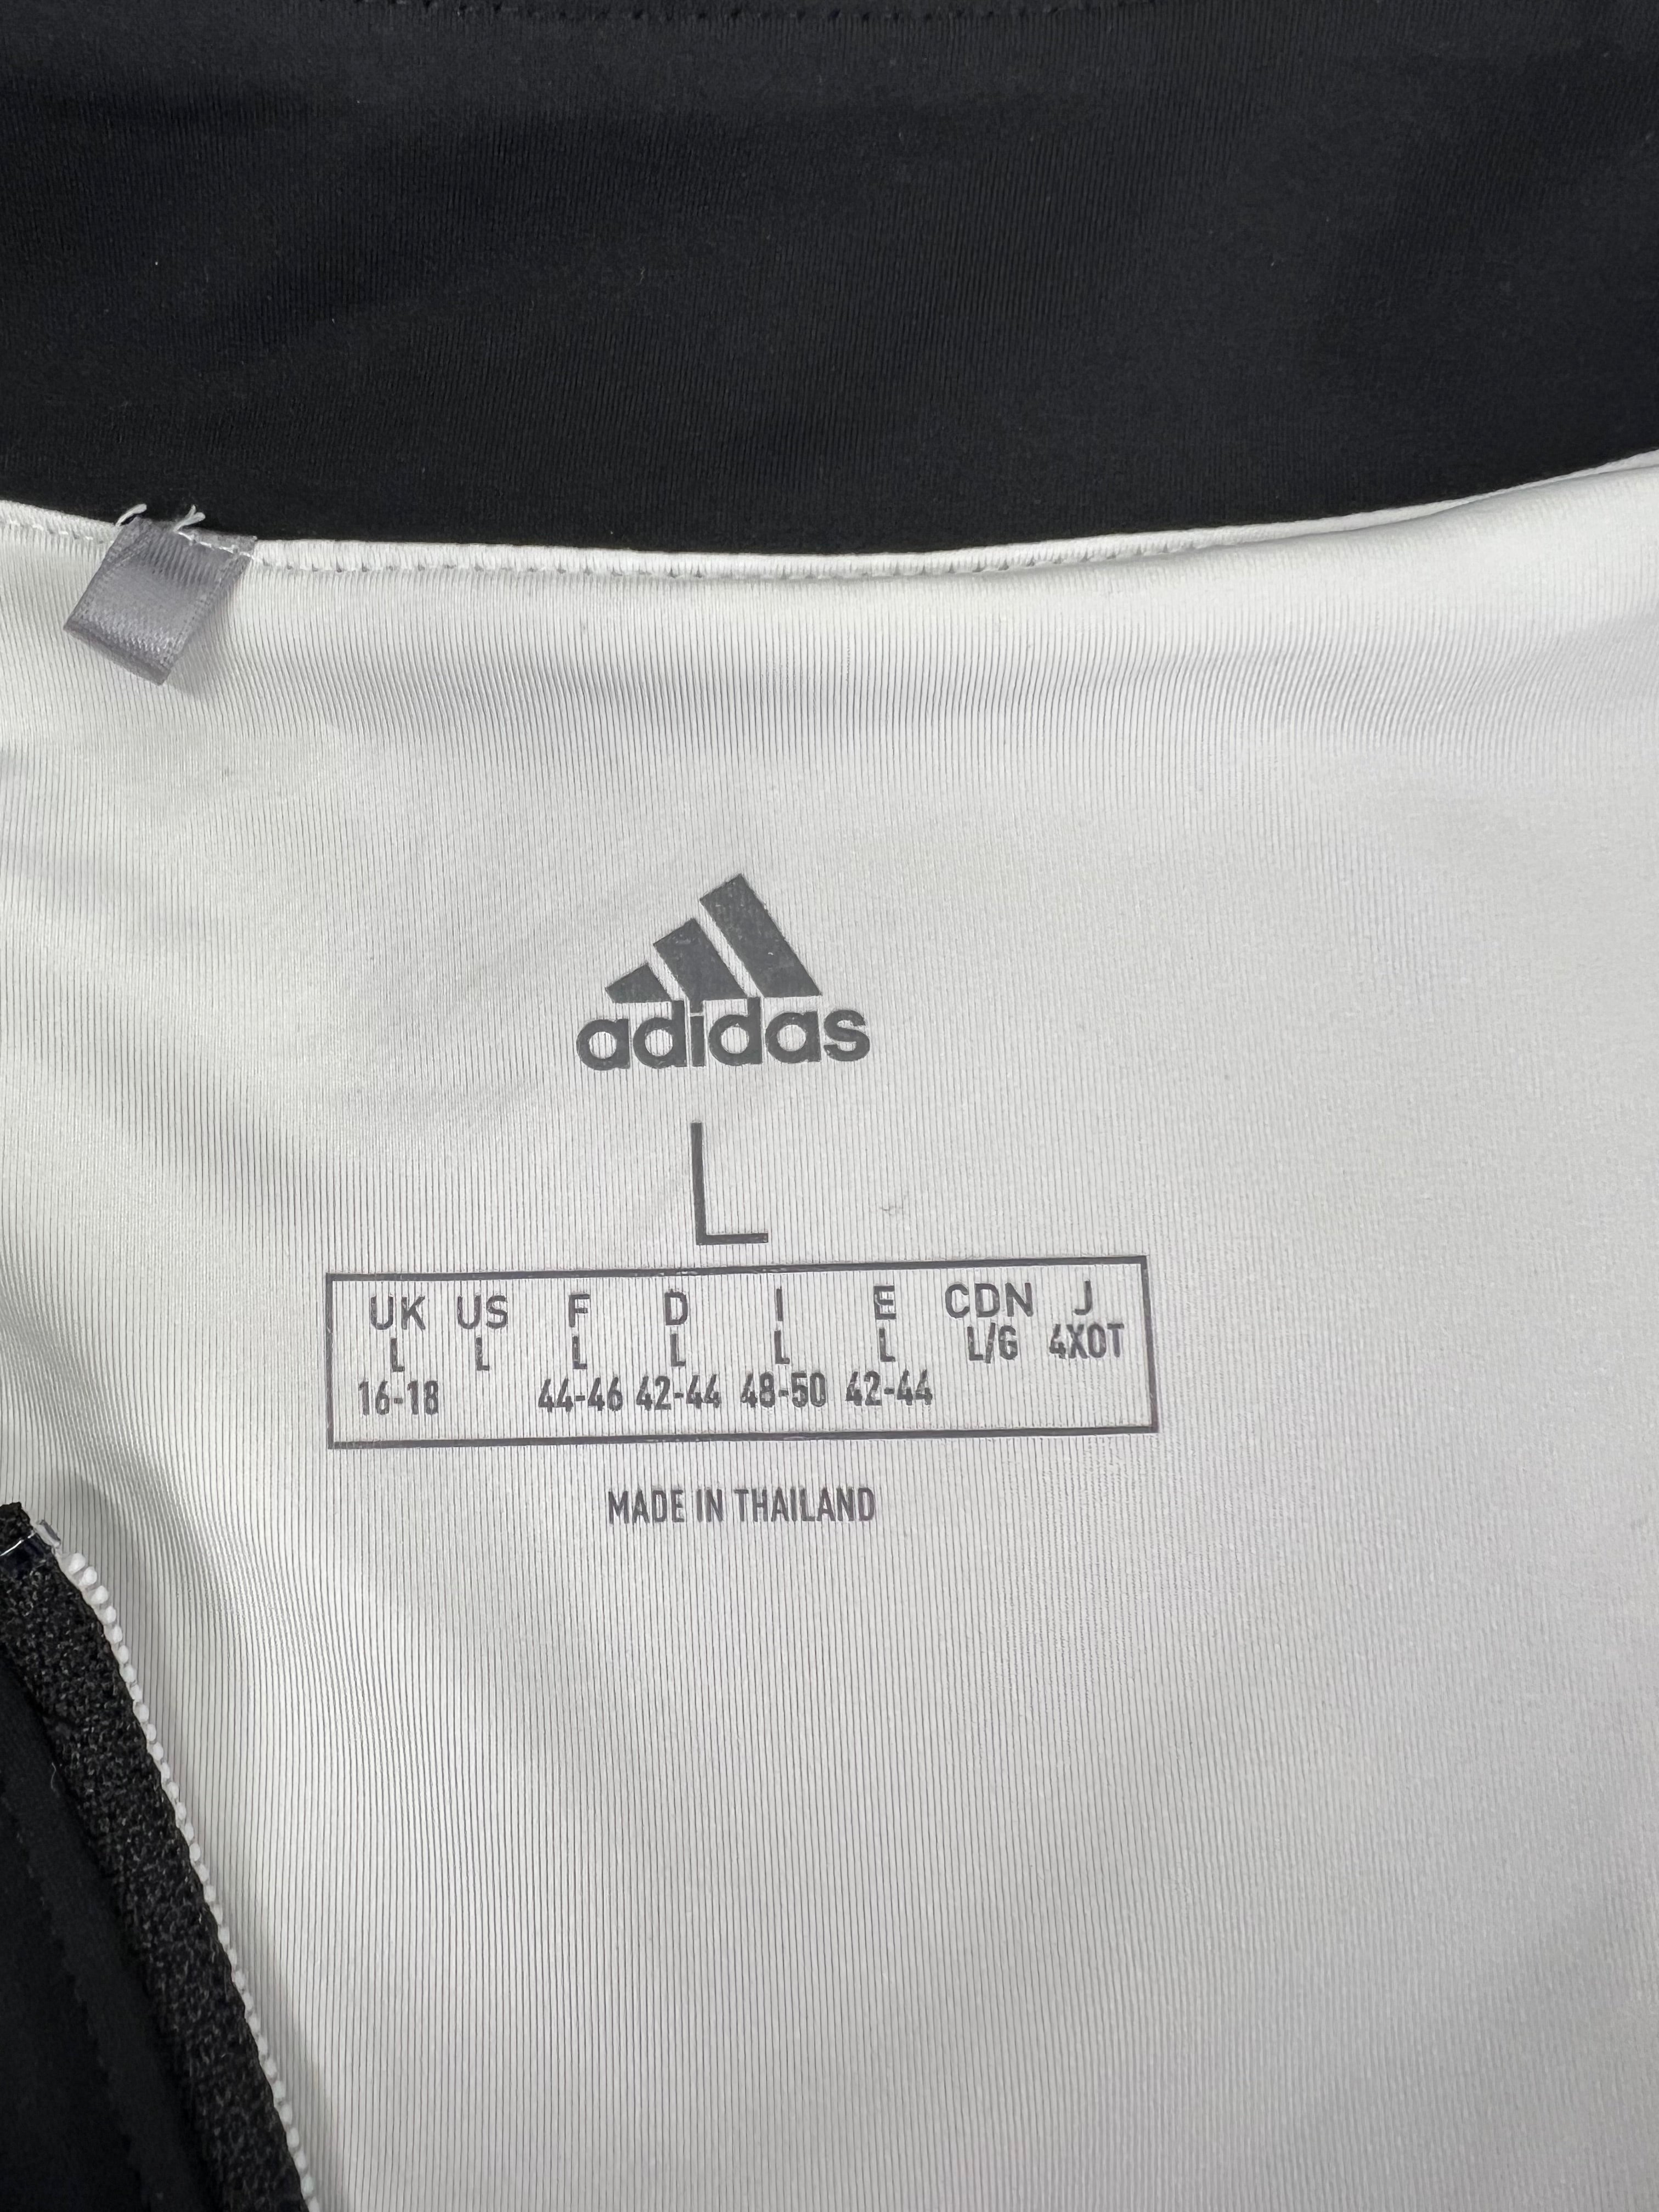 adidas
L
UK US F D I E CDN J
L L L L L L L/G 4XOT
16-18 44-46 42-44 48-50 42-44
MADE IN THAILAND